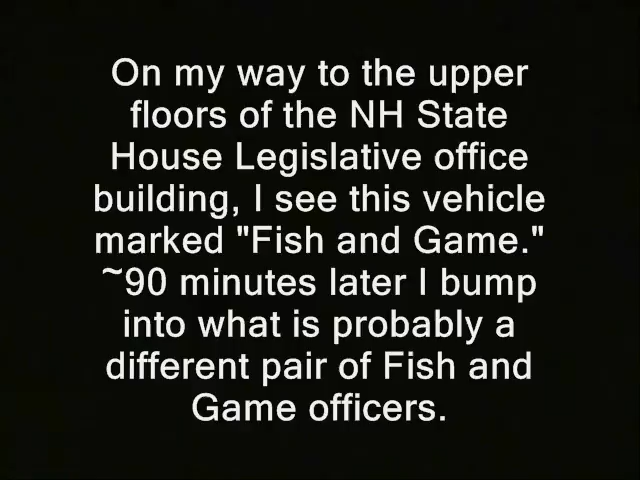 On my way to the upper
floors of the NH State
House Legislative office
building, I see this vehicle
marked "Fish and Game."
~90 minutes later I bump
into what is probably a
different pair of Fish and
Game officers.